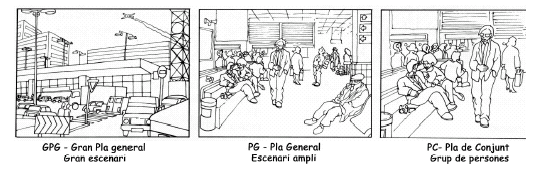 GPG - Gran Pla general
Gran escenari
PG - Pla General
Escenari ampli
PC- Pla de Conjunt
Grup de persones